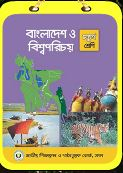 বাংলাদেশ ও
বিশ্বপরিচয়
শ্রেণি
জাতীয় শিক্ষাক্রম ও পাঠ্যপুস্তক বোর্ড, ঢাকা